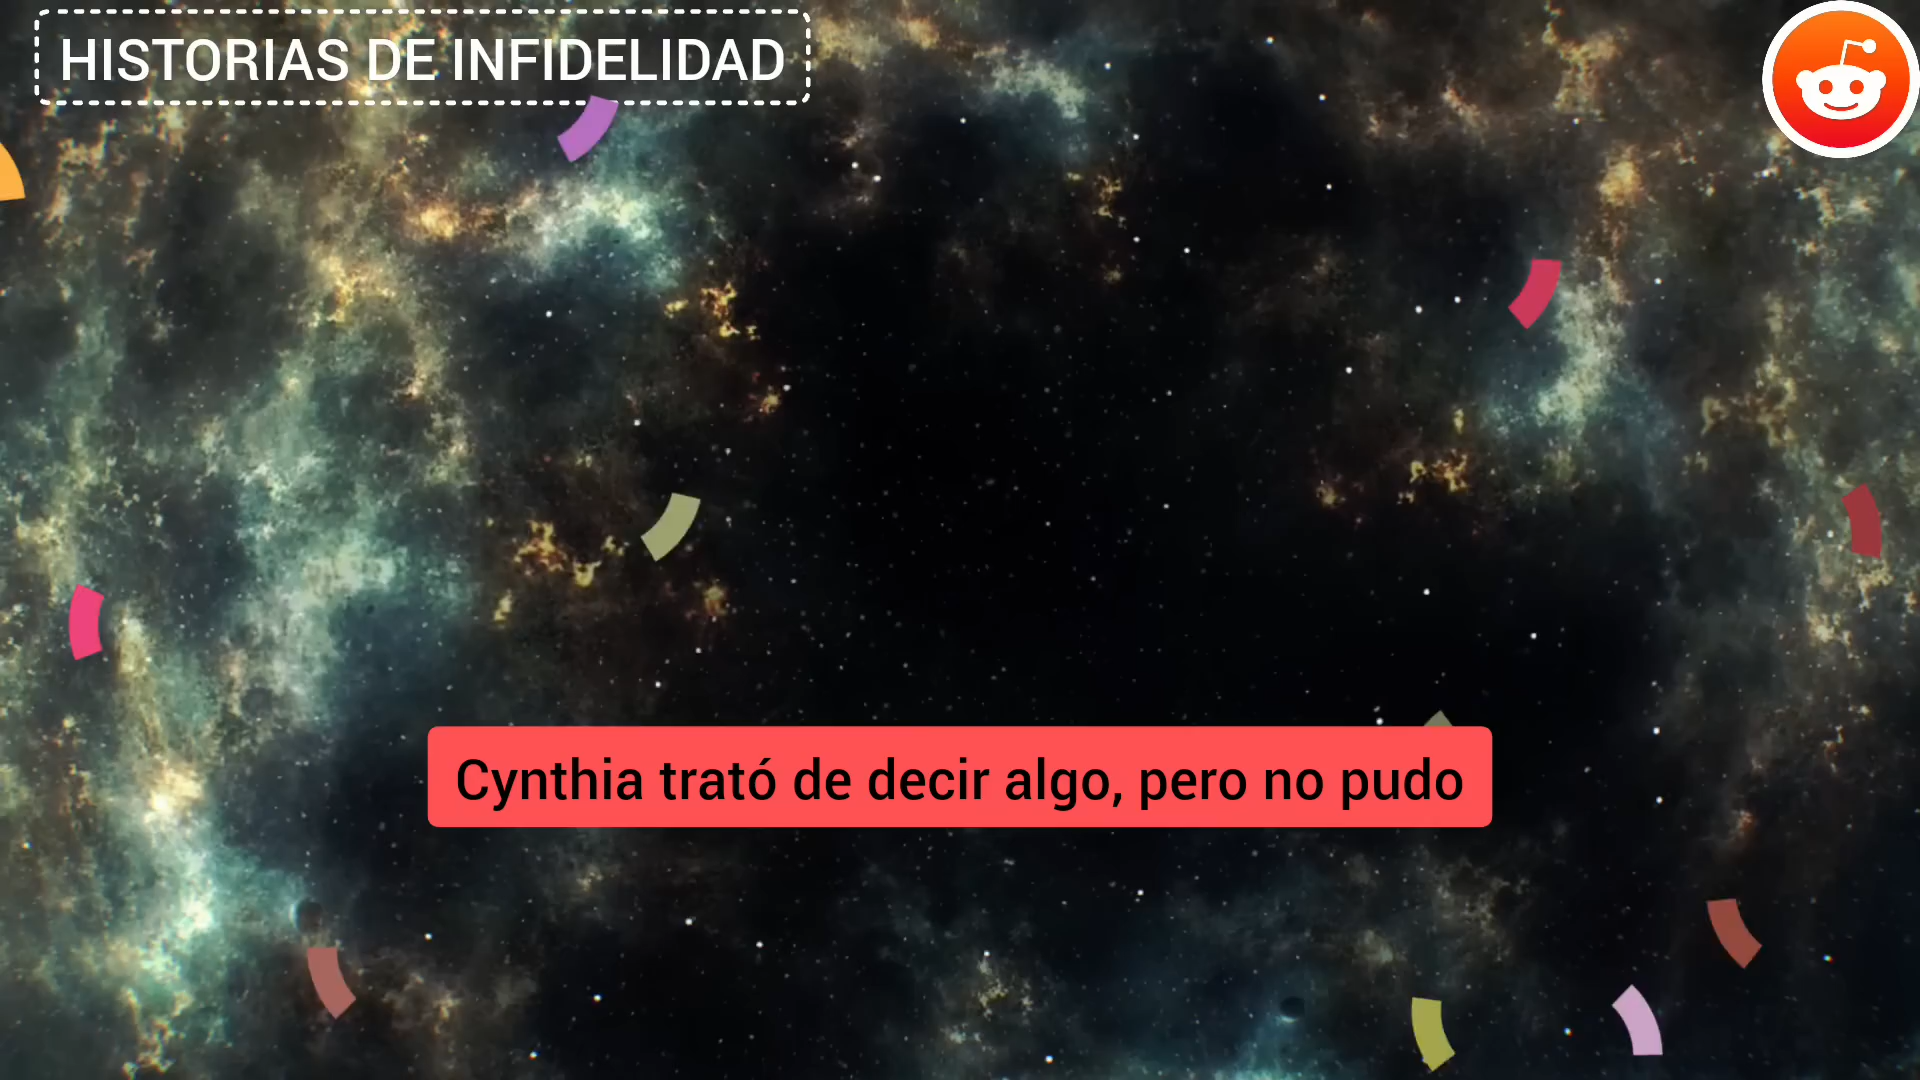 HISTORIAS DE INFIDELIDAD
Cynthia trató de decir algo, pero no pudo